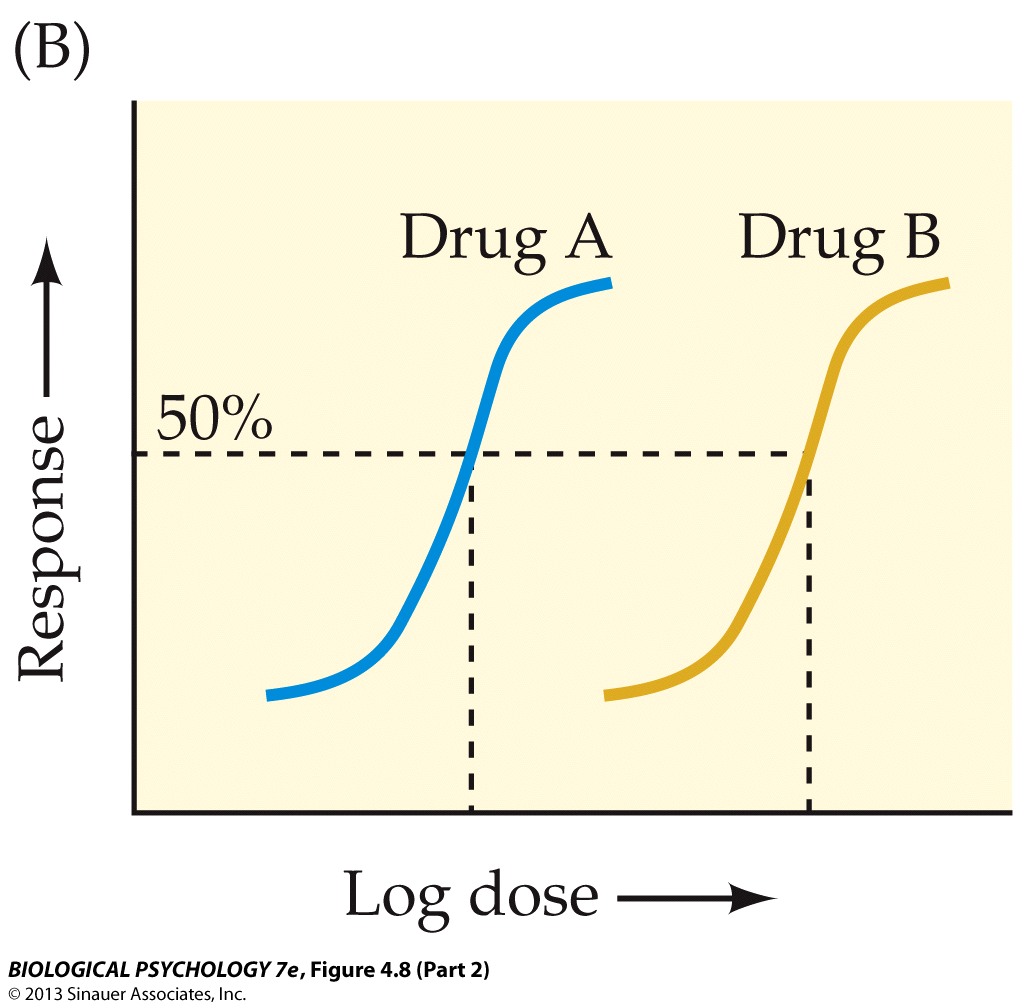 (B)
Drug A
Drug B
50%
Response
Log dose
BIOLOGICAL PSYCHOLOGY 7e, Figure 4.8 (Part 2)
© 2013 Sinauer Associates, Inc.